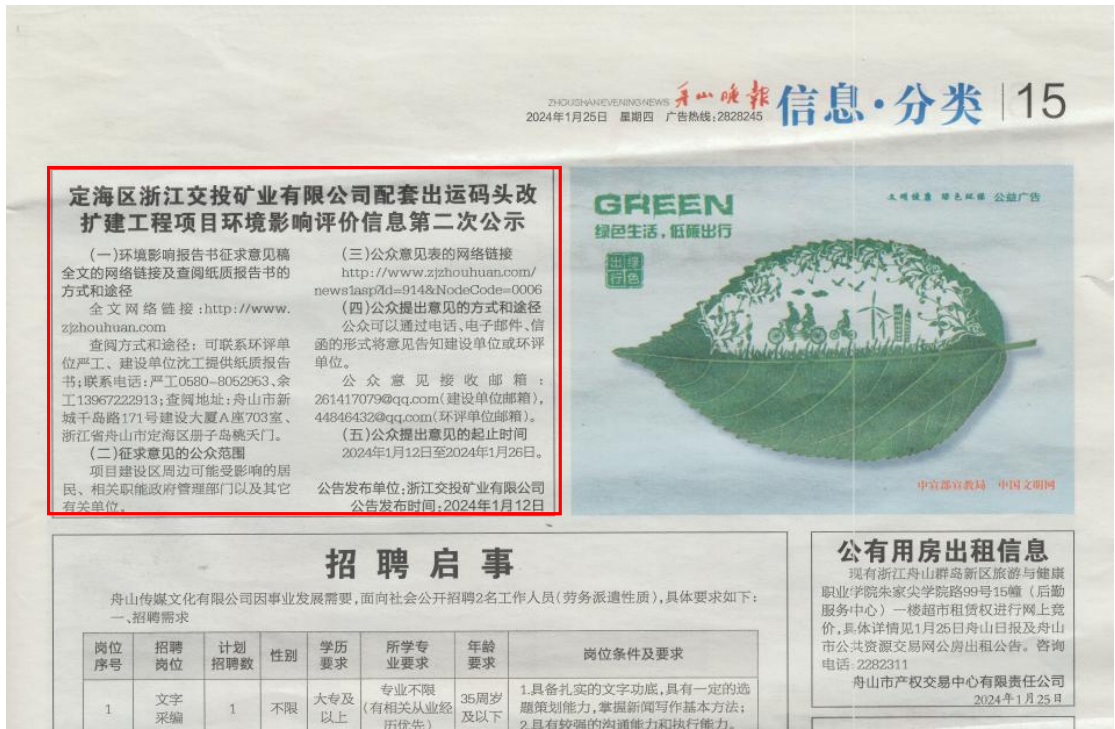 ZHOUSHAN EVENING NEWS 舟山晚報
2024年1月25日 星期四 广告热线:2828245
信息·分类 15
定海区浙江交投矿业有限公司配套出运码头改
扩建工程项目环境影响评价信息第二次公示
(一)环境影响报告书征求意见稿
全文的网络链接及查阅纸质报告书的
方式和途径
全文网络链接:http://www.
zjzhouhuan.com
查阅方式和途径:可联系环评单
位严工、建设单位沈工提供纸质报告
书;联系电话:严工0580-8052953、余
工13967222913;查阅地址:舟山市新
城千岛路171号建设大厦A座703室、
浙江省舟山市定海区册子岛桃夭门。
(二)征求意见的公众范围
项目建设区周边可能受影响的居
民、相关职能政府管理部门以及其它
有关单位。
(三)公众意见表的网络链接
http://www.zjzhouhuan.com/
news1asp?Id=914&NodeCode=0006
(四)公众提出意见的方式和途径
公众可以通过电话、电子邮件、信
函的形式将意见告知建设单位或环评
单位。
公众意见接收邮箱:
261417079@qq.com(建设单位邮箱),
44846432@qq.com(环评单位邮箱)。
(五)公众提出意见的起止时间
2024年1月12日至2024年1月26日。
公告发布单位:浙江交投矿业有限公司
公告发布时间:2024年1月12日
GREEN
绿色生活,低碳出行
绿色
出行
文明健康 绿色环保 公益广告
中宣部宣教局 中国文明网
招聘启事
舟山传媒文化有限公司因事业发展需要,面向社会公开招聘2名工作人员(劳务派遣性质),具体要求如下:
一、招聘需求
岗位序号 招聘岗位 计划招聘数 性别 学历要求 所学专业要求 年龄要求 岗位条件及要求
1 文字采编 1 不限 大专及以上 专业不限(有相关从业经历优先) 35周岁及以下 1.具备扎实的文字功底,具有一定的选
题策划能力,掌握新闻写作基本方法;
2.具有较强的沟通能力和执行能力。
公有用房出租信息
现有浙江舟山群岛新区旅游与健康
职业学院朱家尖学院路99号15幢(后勤
服务中心)一楼超市租赁权进行网上竞
价,具体详情见1月25日舟山日报及舟山
市公共资源交易网公房出租公告。咨询
电话:2282311
舟山市产权交易中心有限责任公司
2024年1月25日